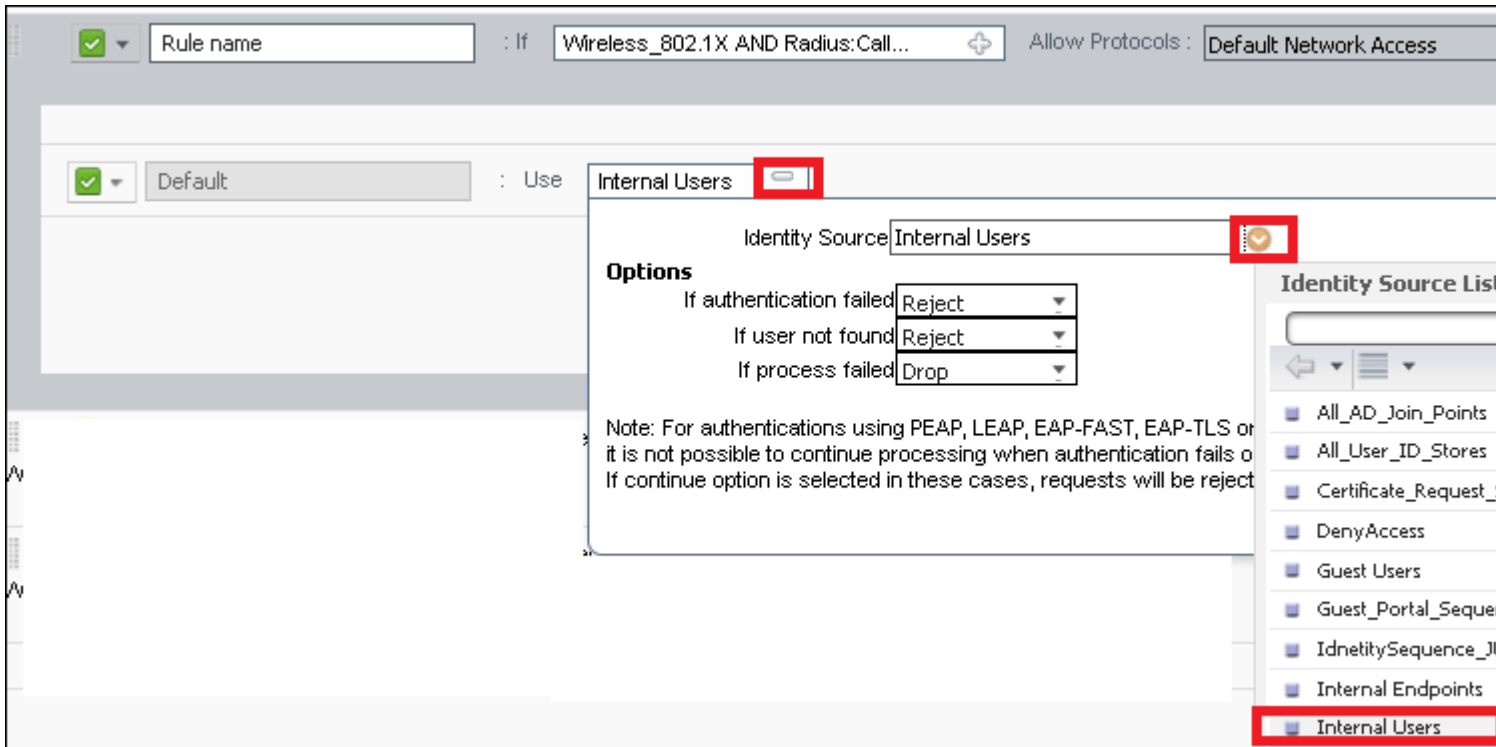 Rule name : If Wireless_802.1X AND Radius:Call... Allow Protocols : Default Network Access
Default : Use Internal Users
Identity Source Internal Users
Options
If authentication failed Reject
If user not found Reject
If process failed Drop
Note: For authentications using PEAP, LEAP, EAP-FAST, EAP-TLS or
it is not possible to continue processing when authentication fails o
If continue option is selected in these cases, requests will be reject
Identity Source List
All_AD_Join_Points
All_User_ID_Stores
Certificate_Request_
DenyAccess
Guest Users
Guest_Portal_Seque
IdnetitySequence_
Internal Endpoints
Internal Users